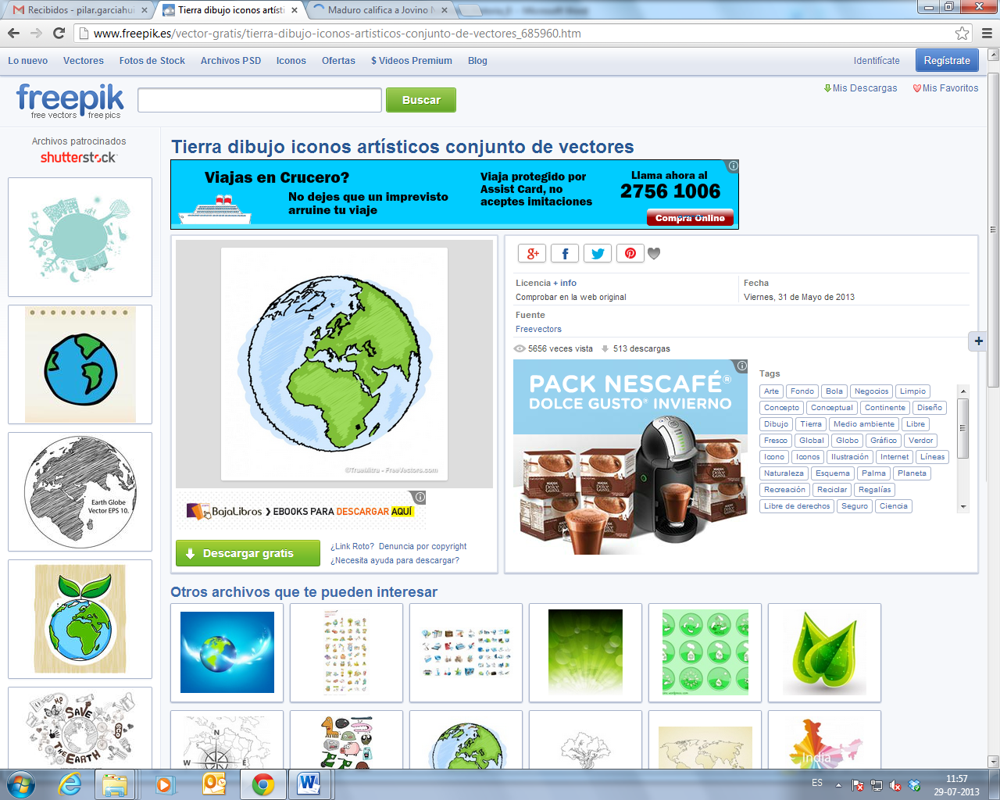 Recibidos - pilar.garciahui
Tierra dibujo iconos artísti
Maduro califica a Jovino N
www.freepik.es/vector-gratis/tierra-dibujo-iconos-artisticos-conjunto-de-vectores_685960.htm
Lo nuevo Vectores Fotos de Stock Archivos PSD Iconos Ofertas $ Videos Premium Blog Identifícate Regístrate
freepik
free vectors free pics
Buscar
Mis Descargas Mis Favoritos
Archivos patrocinados
shutterstock
Tierra dibujo iconos artísticos conjunto de vectores
Viajas en Crucero?
No dejes que un imprevisto
arruine tu viaje
Viaja protegido por
Assist Card, no
aceptes imitaciones
Llama ahora al
2756 1006
Compra Online
©TrueMitra - FreeVectors.com
BajaLibros ❯ EBOOKS PARA DESCARGAR AQUÍ
Descargar gratis
¿Link Roto? Denuncia por copyright
¿Necesita ayuda para descargar?
g+ f
Licencia + info
Comprobar en la web original
Fecha
Viernes, 31 de Mayo de 2013
Fuente
Freevectors
5656 veces vista 513 descargas
PACK NESCAFÉ®
DOLCE GUSTO® INVIERNO
Tags
Arte Fondo Bola Negocios Limpio
Concepto Conceptual Continente Diseño
Dibujo Tierra Medio ambiente Libre
Fresco Global Globo Gráfico Verdor
Icono Iconos Ilustración Internet Líneas
Naturaleza Esquema Palma Planeta
Recreación Reciclar Regalías
Libre de derechos Seguro Ciencia
Earth Globe
Vector EPS 10.
SAVE
THE EARTH
ECO
Otros archivos que te pueden interesar
N
W E
India
ES
11:57
29-07-2013